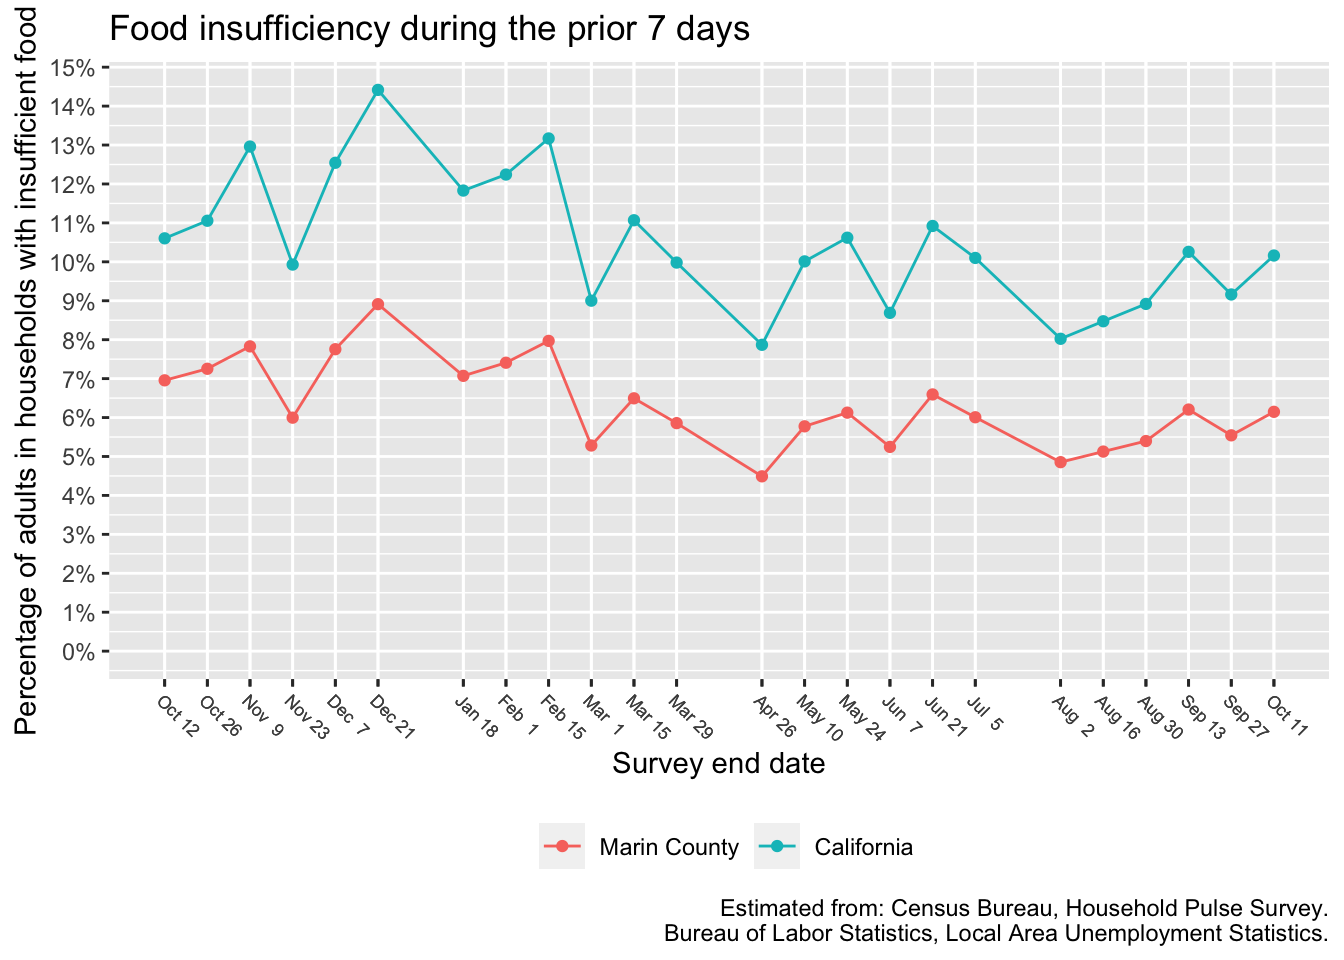 Food insufficiency during the prior 7 days
Percentage of adults in households with insufficient food
15%
14%
13%
12%
11%
10%
9%
8%
7%
6%
5%
4%
3%
2%
1%
0%
Oct 12
Oct 26
Nov 9
Nov 23
Dec 7
Dec 21
Jan 18
Feb 1
Feb 15
Mar 1
Mar 15
Mar 29
Apr 26
May 10
May 24
Jun 7
Jun 21
Jul 5
Aug 2
Aug 16
Aug 30
Sep 13
Sep 27
Oct 11
Survey end date
Marin County
California
Estimated from: Census Bureau, Household Pulse Survey.
Bureau of Labor Statistics, Local Area Unemployment Statistics.